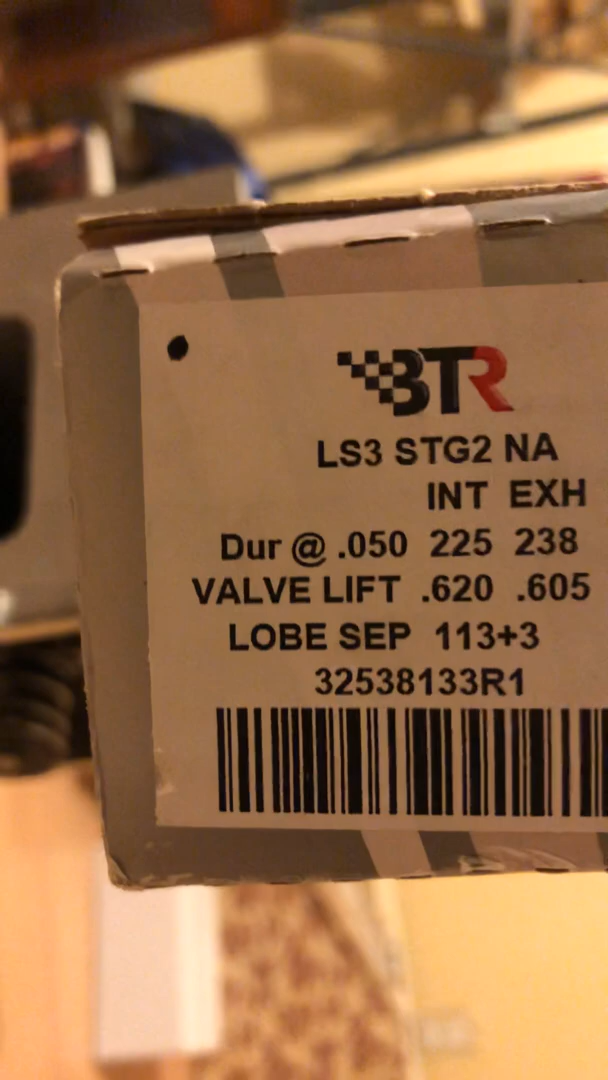 BTR
LS3 STG2 NA
INT EXH
Dur @ .050 225 238
VALVE LIFT .620 .605
LOBE SEP 113+3
32538133R1